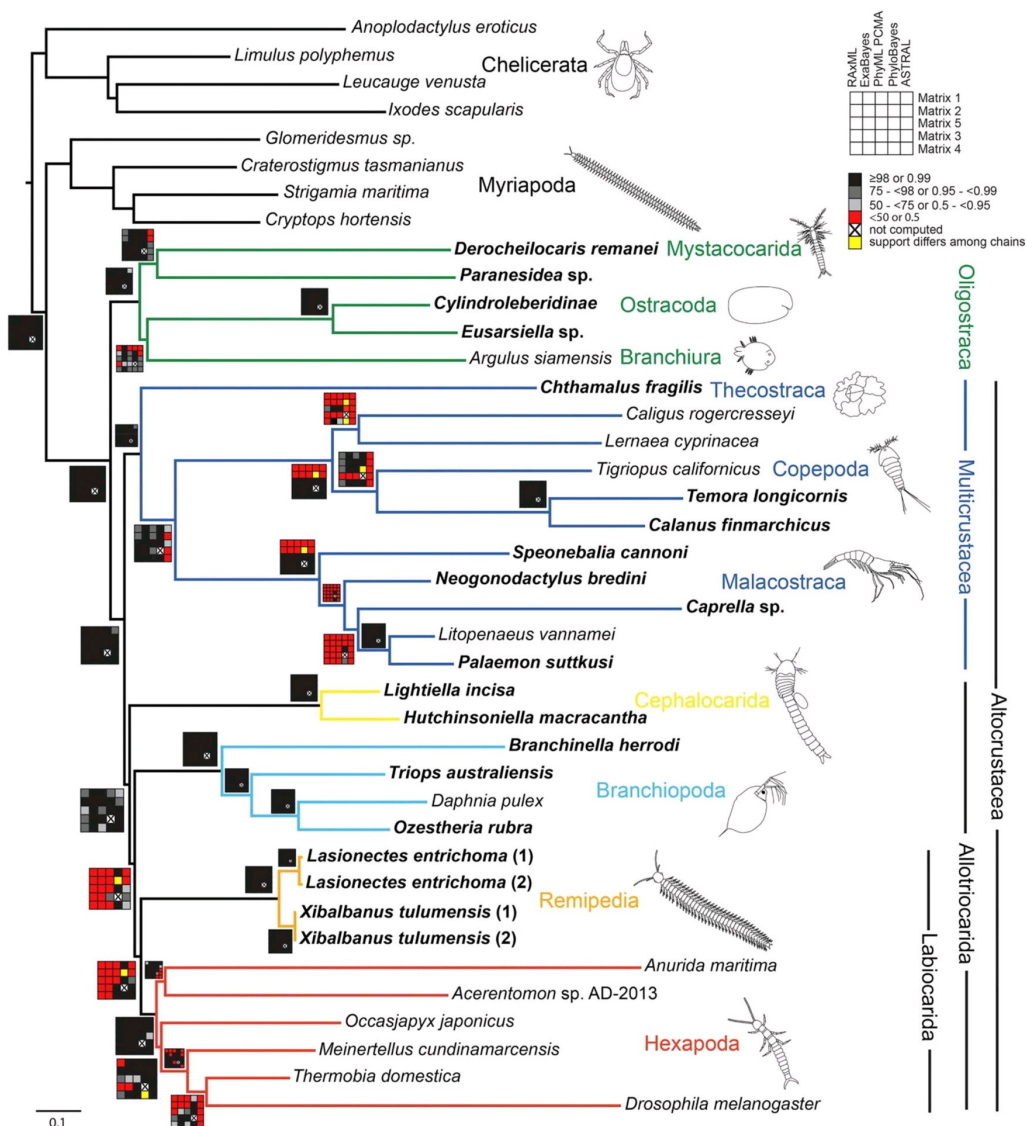 Anoplodactylus eroticus
Limulus polyphemus
Chelicerata
Leucauge venusta
Ixodes scapularis
RAxML
ExaBayes
PhyML PCMA
PhyloBayes
ASTRAL
Matrix 1
Matrix 2
Matrix 5
Matrix 3
Matrix 4
≥98 or 0.99
75 - <98 or 0.95 - <0.99
50 - <75 or 0.5 - <0.95
<50 or 0.5
not computed
support differs among chains
Glomeridesmus sp.
Craterostigmus tasmanianus
Myriapoda
Strigamia maritima
Cryptops hortensis
Derocheilocaris remanei
Mystacocarida
Paranesidea sp.
Cylindroleberidinae
Ostracoda
Eusarsiella sp.
Argulus siamensis
Branchiura
Oligostraca
Chthamalus fragilis
Thecostraca
Caligus rogercresseyi
Lernaea cyprinacea
Tigriopus californicus
Copepoda
Temora longicornis
Calanus finmarchicus
Multicrustacea
Speonebalia cannoni
Neogonodactylus bredini
Malacostraca
Caprella sp.
Litopenaeus vannamei
Palaemon suttkusi
Lightiella incisa
Cephalocarida
Hutchinsoniella macracantha
Altocrustacea
Branchinella herrodi
Triops australiensis
Branchiopoda
Daphnia pulex
Ozestheria rubra
Allotriocarida
Lasionectes entrichoma (1)
Lasionectes entrichoma (2)
Remipedia
Xibalbanus tulumensis (1)
Xibalbanus tulumensis (2)
Labiocarida
Anurida maritima
Acerentomon sp. AD-2013
Occasjapyx japonicus
Hexapoda
Meinertellus cundinamarcensis
Thermobia domestica
Drosophila melanogaster
0.1